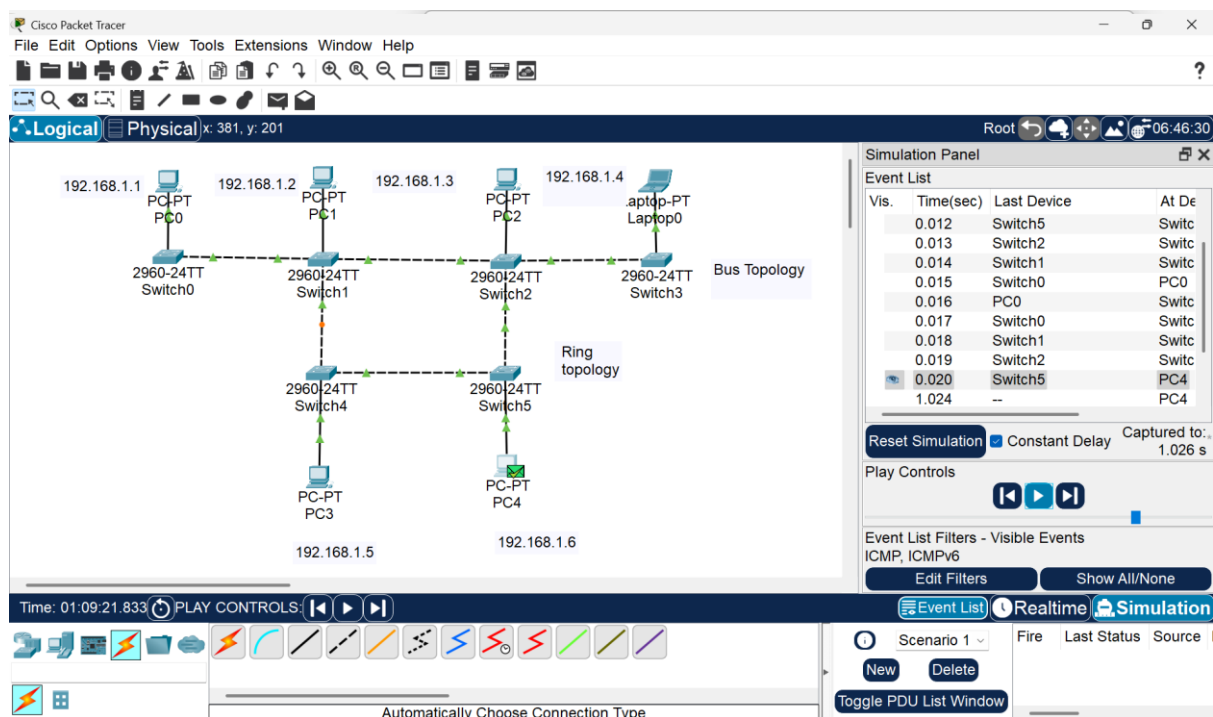 Cisco Packet Tracer
File Edit Options View Tools Extensions Window Help
?
Logical Physical x: 381, y: 201
Root 06:46:30
192.168.1.1
PC-PT
PC0
192.168.1.2
PC-PT
PC1
192.168.1.3
PC-PT
PC2
192.168.1.4
aptop-PT
Laptop0
2960-24TT
Switch0
2960-24TT
Switch1
2960-24TT
Switch2
2960-24TT
Switch3
Bus Topology
Ring
topology
2960-24TT
Switch4
2960-24TT
Switch5
PC-PT
PC3
PC-PT
PC4
192.168.1.5
192.168.1.6
Simulation Panel
Event List
Vis. Time(sec) Last Device At De
0.012 Switch5 Switc
0.013 Switch2 Switc
0.014 Switch1 Switc
0.015 Switch0 PC0
0.016 PC0 Switc
0.017 Switch0 Switc
0.018 Switch1 Switc
0.019 Switch2 Switc
0.020 Switch5 PC4
1.024 -- PC4
Reset Simulation Constant Delay Captured to:
1.026 s
Play Controls
Event List Filters - Visible Events
ICMP, ICMPv6
Edit Filters Show All/None
Time: 01:09:21.833 PLAY CONTROLS:
Event List Realtime Simulation
Scenario 1
New Delete
Toggle PDU List Window
Fire Last Status Source
Automatically Choose Connection Type